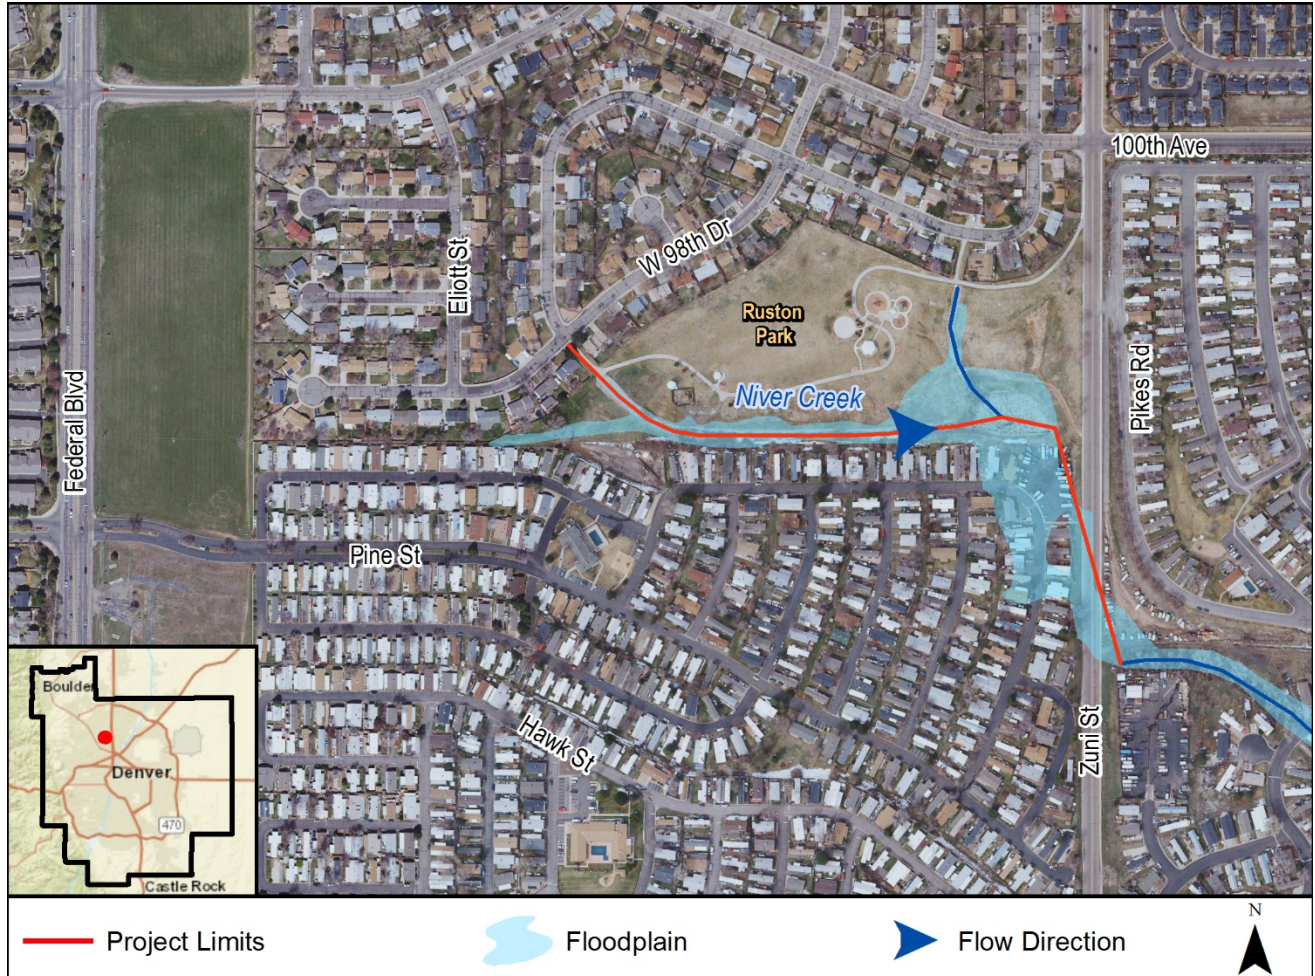 100th Ave
W 98th Dr
Eliott St
Ruston
Park
Pikes Rd
Niver Creek
Federal Blvd
Pine St
Hawk St
Zuni St
Boulder
Denver
470
Castle Rock
Project Limits
Floodplain
Flow Direction
N